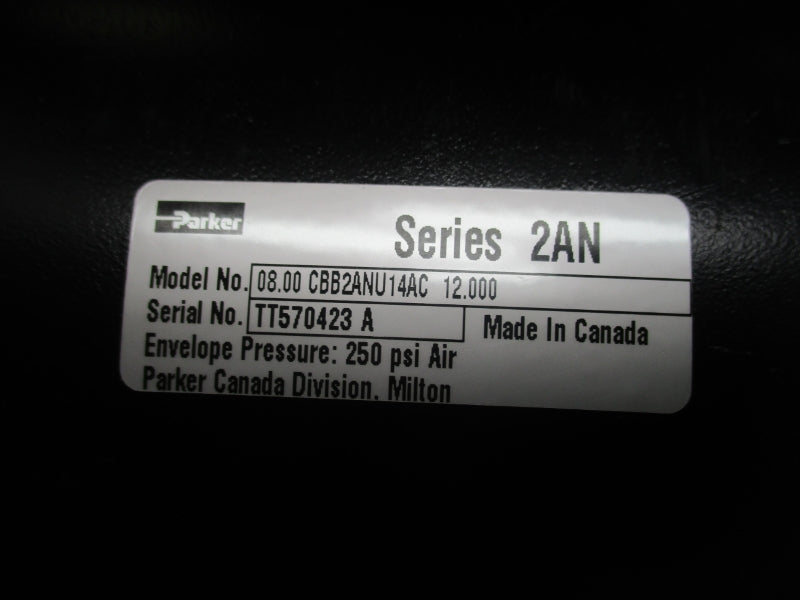 Parker
Series 2AN
Model No. 08.00 CBB2ANU14AC 12.000
Serial No. TT570423 A Made In Canada
Envelope Pressure: 250 psi Air
Parker Canada Division, Milton